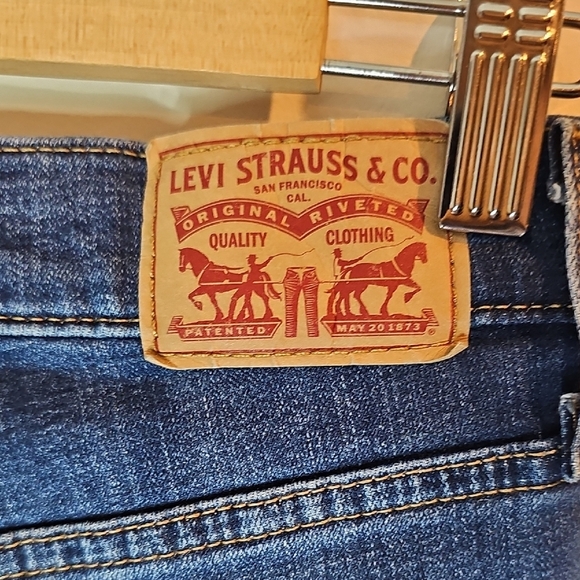 LEVI STRAUSS & CO.
SAN FRANCISCO
CAL.
ORIGINAL RIVETED
QUALITY CLOTHING
PATENTED MAY 20 1873 ®